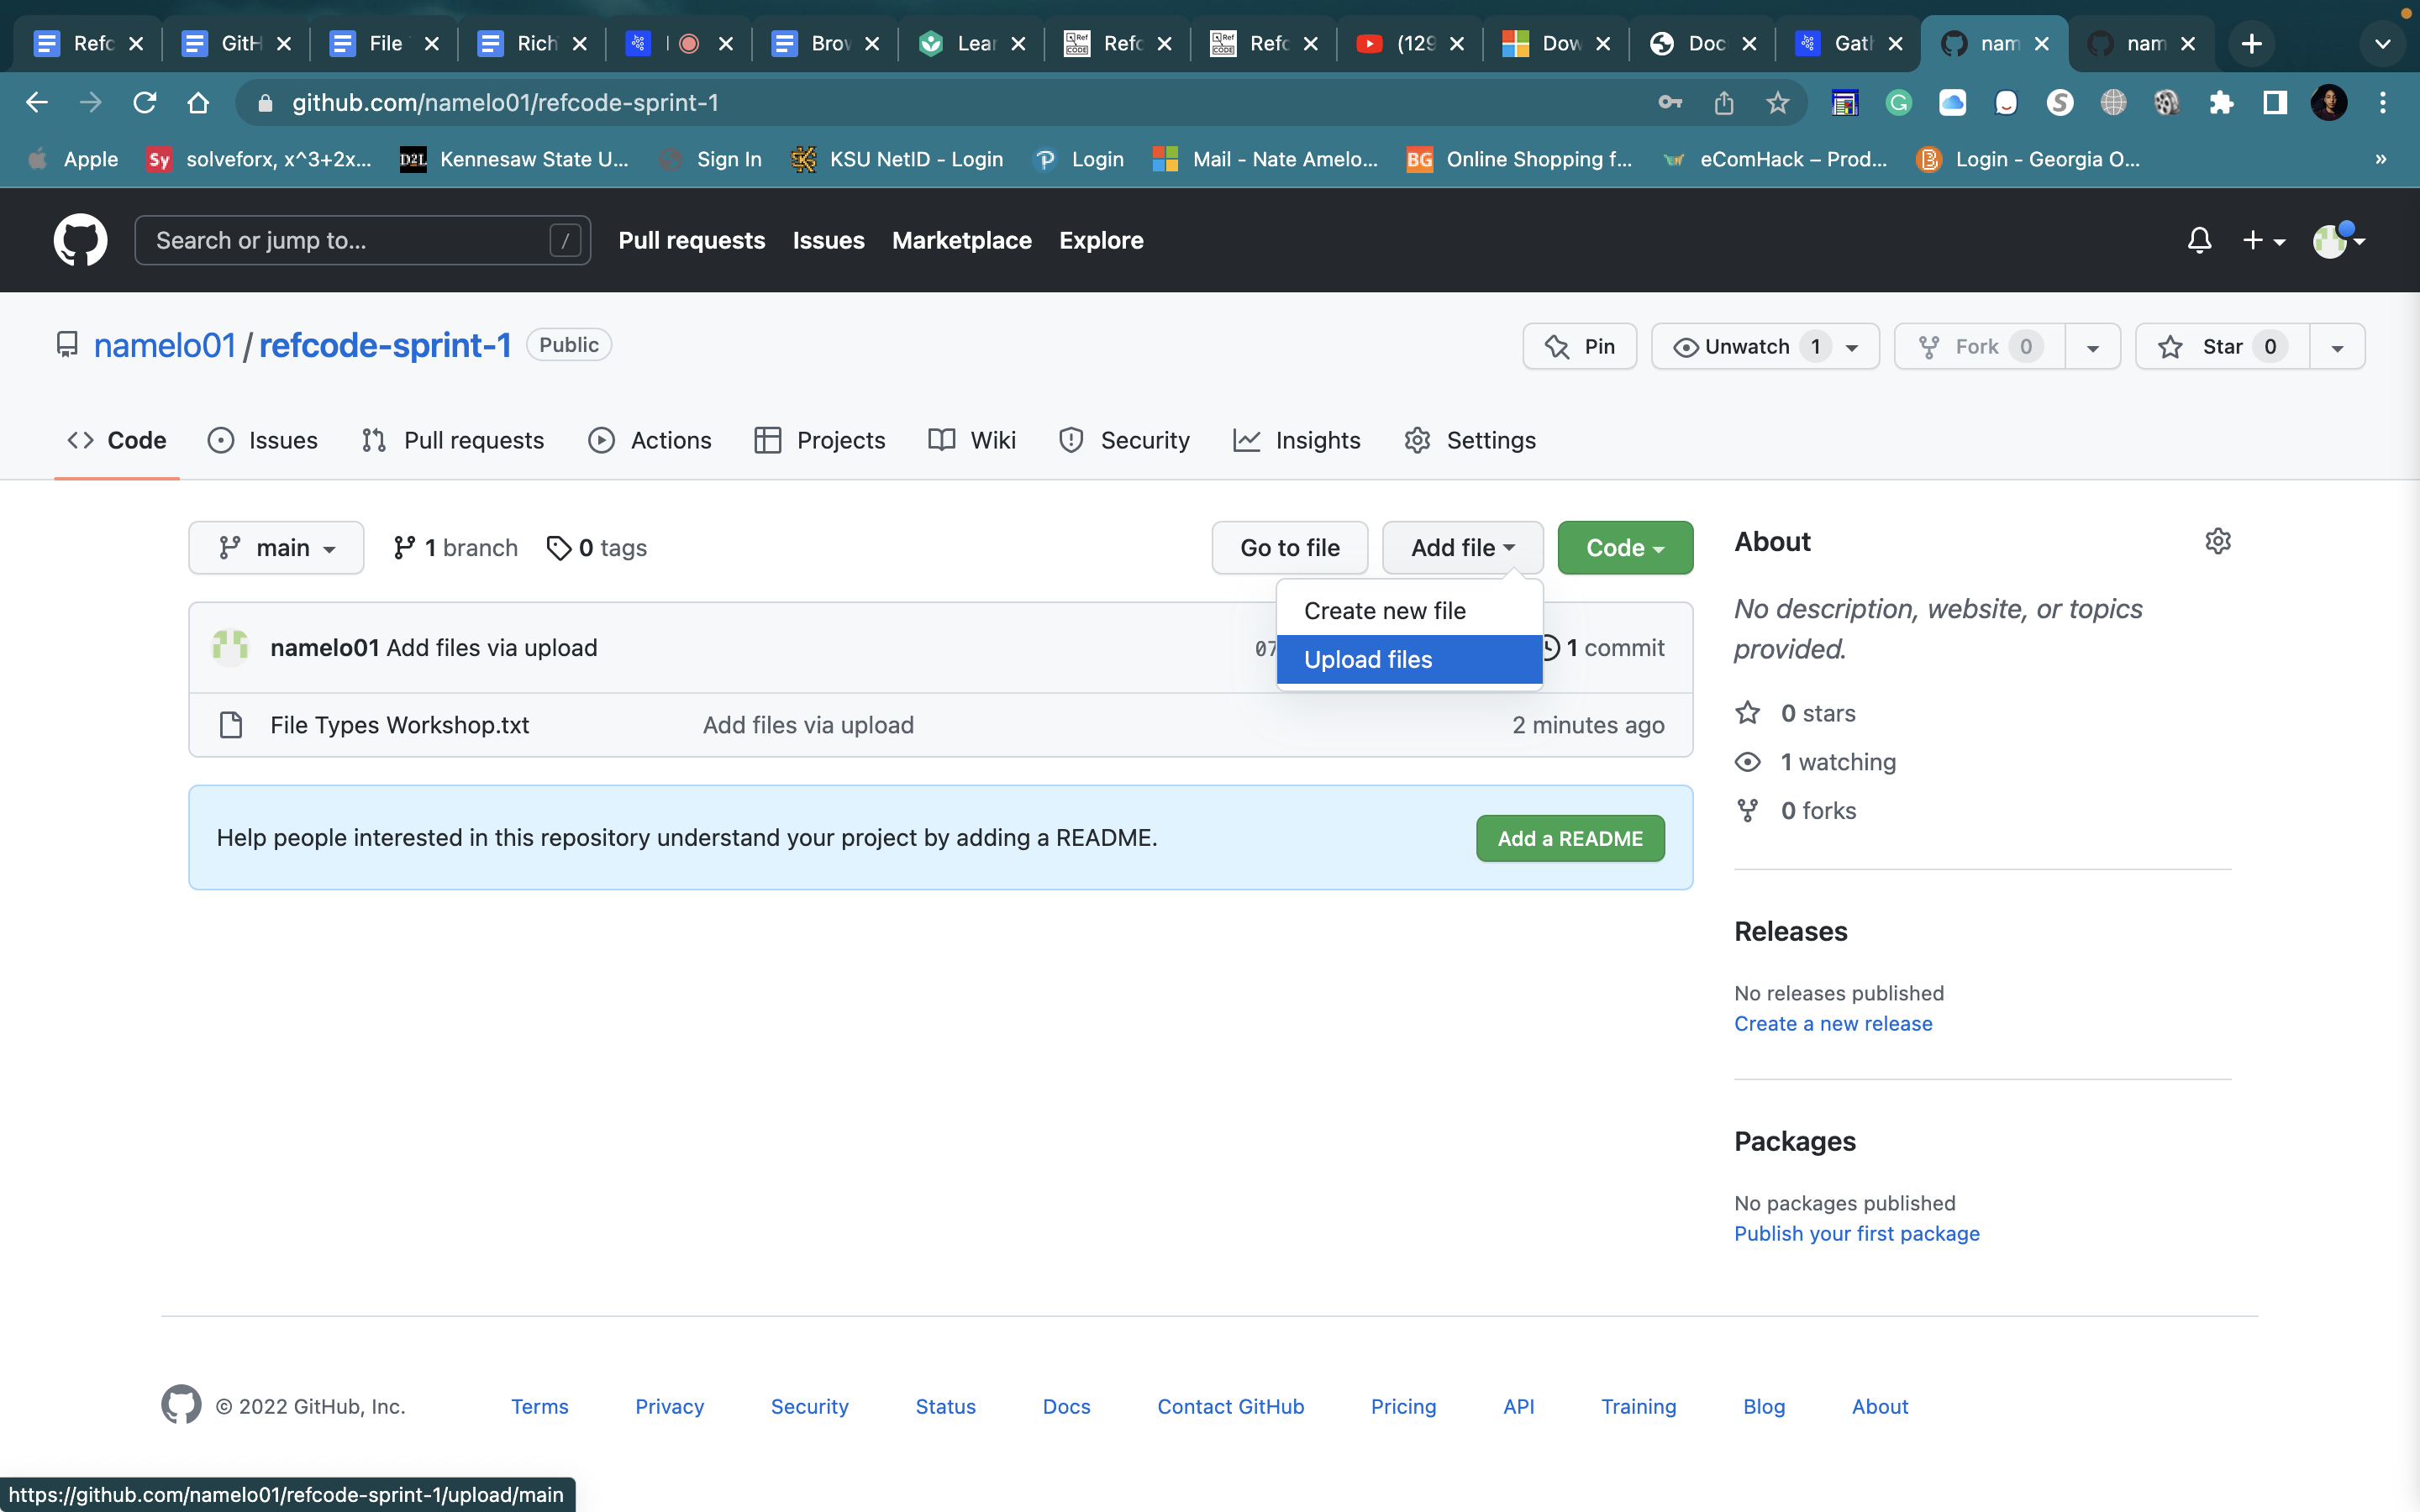 Refc GitH File Rich Brow Lear Refc Refc (129 Dow Doc Gath nam nam
github.com/namelo01/refcode-sprint-1
Apple Sy solveforx, x^3+2x... D2L Kennesaw State U... Sign In KSU NetID - Login Login Mail - Nate Amelo... BG Online Shopping f... eComHack – Prod... Login - Georgia O... »
Search or jump to... / Pull requests Issues Marketplace Explore
namelo01 / refcode-sprint-1 Public Pin Unwatch 1 Fork 0 Star 0
Code Issues Pull requests Actions Projects Wiki Security Insights Settings
main 1 branch 0 tags Go to file Add file Code
Create new file
Upload files
namelo01 Add files via upload 07 1 commit
File Types Workshop.txt Add files via upload 2 minutes ago
Help people interested in this repository understand your project by adding a README. Add a README
About
No description, website, or topics
provided.
0 stars
1 watching
0 forks
Releases
No releases published
Create a new release
Packages
No packages published
Publish your first package
© 2022 GitHub, Inc. Terms Privacy Security Status Docs Contact GitHub Pricing API Training Blog About
https://github.com/namelo01/refcode-sprint-1/upload/main